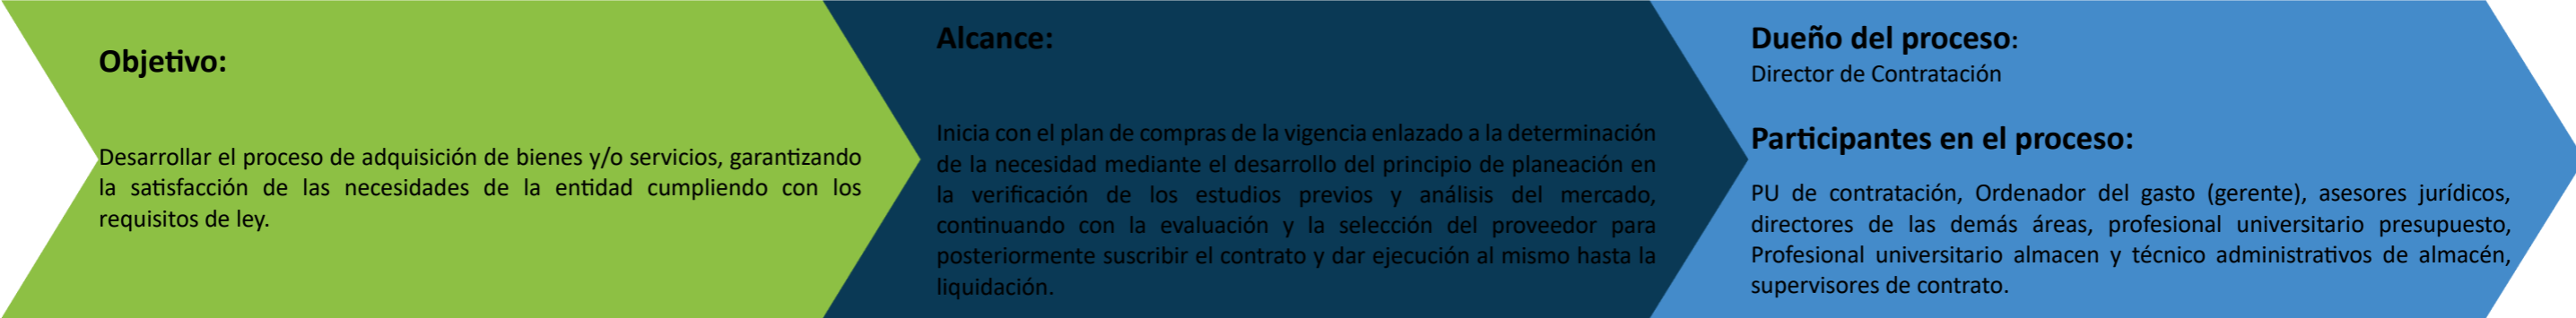 Objetivo:
Desarrollar el proceso de adquisición de bienes y/o servicios, garantizando
la satisfacción de las necesidades de la entidad cumpliendo con los
requisitos de ley.
Alcance:
Inicia con el plan de compras de la vigencia enlazado a la determinación
de la necesidad mediante el desarrollo del principio de planeación en
la verificación de los estudios previos y análisis del mercado,
continuando con la evaluación y la selección del proveedor para
posteriormente suscribir el contrato y dar ejecución al mismo hasta la
liquidación.
Dueño del proceso:
Director de Contratación
Participantes en el proceso:
PU de contratación, Ordenador del gasto (gerente), asesores jurídicos,
directores de las demás áreas, profesional universitario presupuesto,
Profesional universitario almacen y técnico administrativos de almacén,
supervisores de contrato.